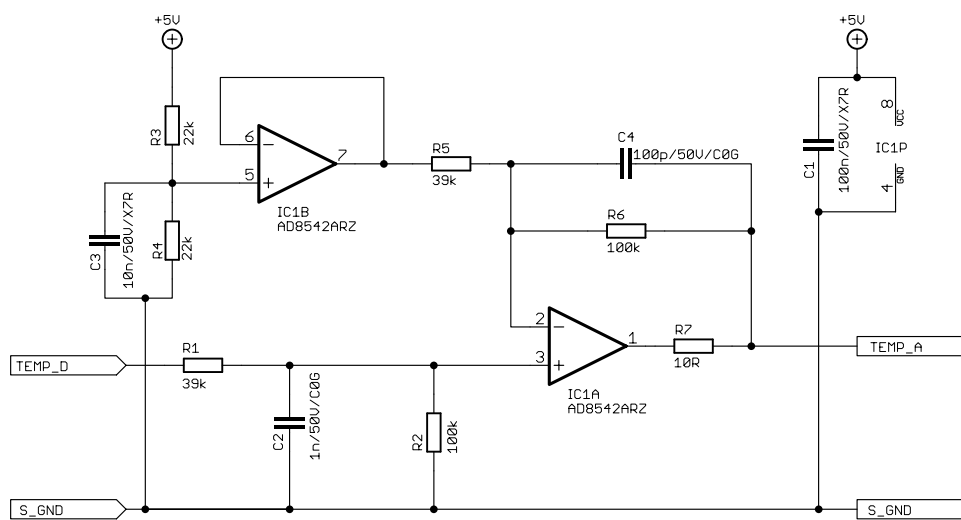 +5V
+5V
R3
22k
6
7
5
IC1B
AD8542ARZ
R5
39k
C4
100p/50V/C0G
R6
100k
C1
100n/50V/X7R
8
VCC
IC1P
4
GND
C3
10n/50V/X7R
R4
22k
2
3
1
IC1A
AD8542ARZ
R7
10R
TEMP_A
TEMP_D
R1
39k
C2
1n/50V/C0G
R2
100k
S_GND
S_GND